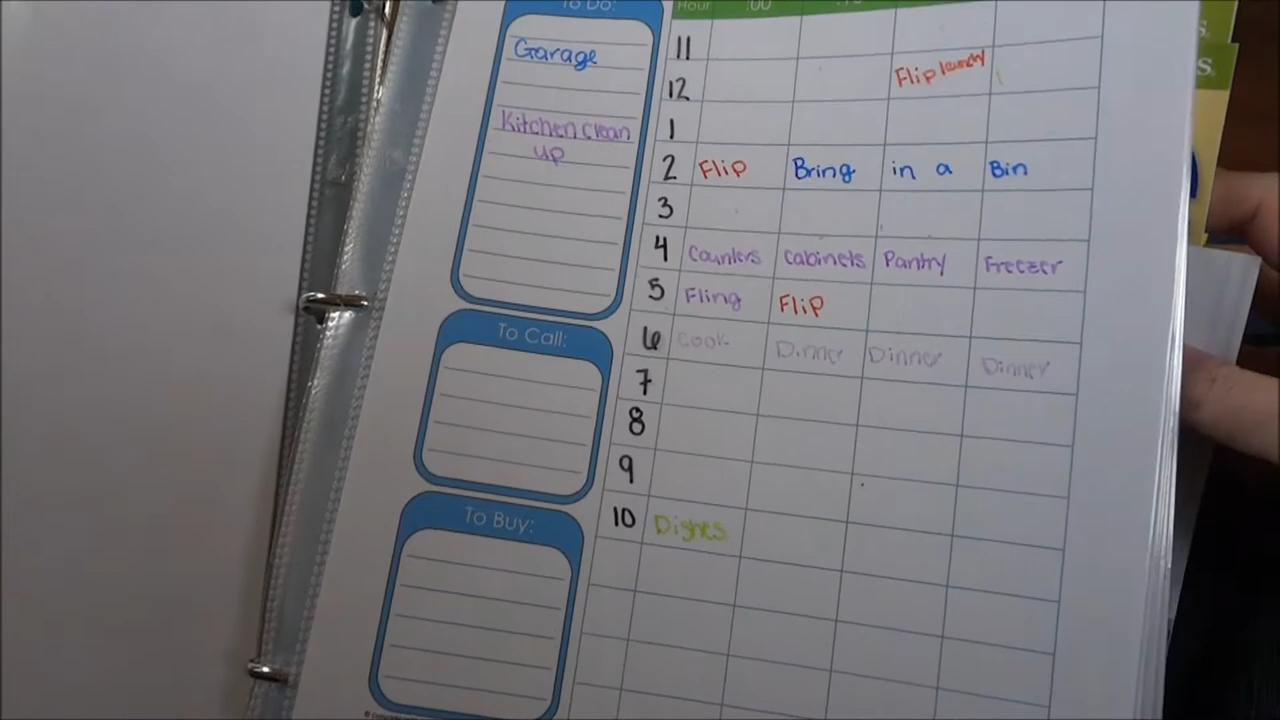 To Do:
Garage
Kitchen clean
up
To Call:
To Buy:
Hour :00
11
12 Flip laundry
1
2 Flip Bring in a Bin
3
4 Counters Cabinets Pantry Freezer
5 Fling Flip
6 Cook Dinner Dinner Dinner
7
8
9
10 Dishes